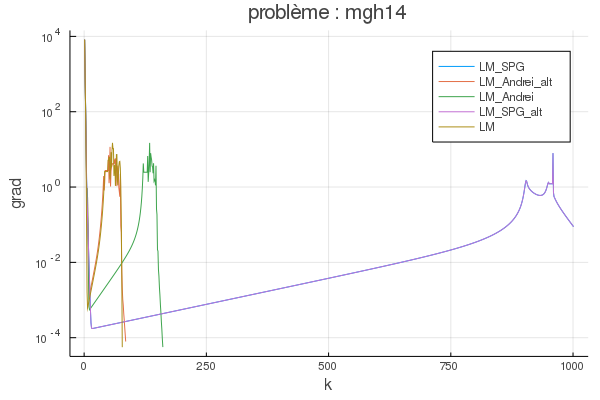 problème : mgh14
10^4
10^2
10^0
10^-2
10^-4
grad
LM_SPG
LM_Andrei_alt
LM_Andrei
LM_SPG_alt
LM
0 250 500 750 1000
k